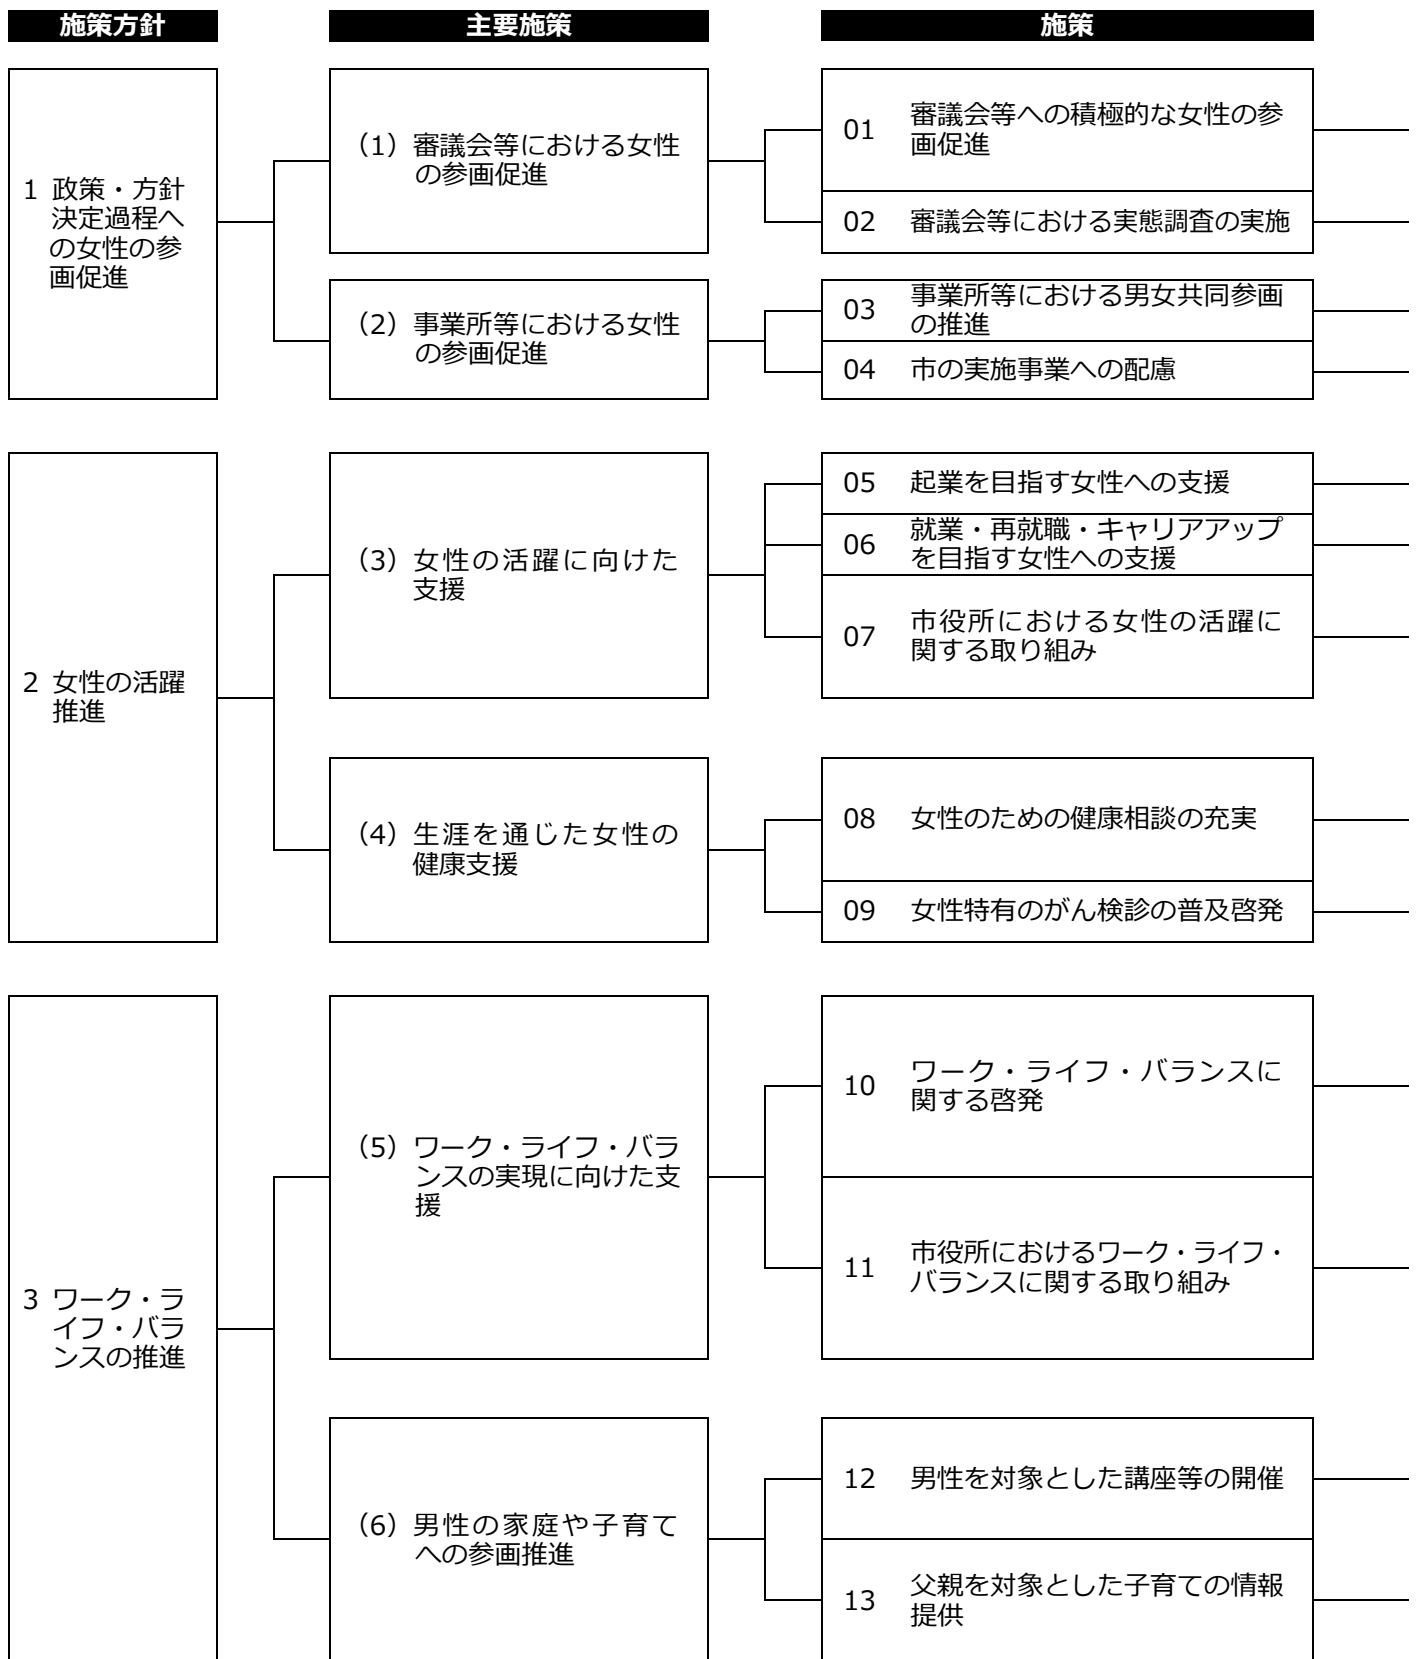 施策方針
主要施策
施策
1 政策・方針
決定過程へ
の女性の参
画促進
(1) 審議会等における女性
の参画促進
01 審議会等への積極的な女性の参
画促進
02 審議会等における実態調査の実施
(2) 事業所等における女性
の参画促進
03 事業所等における男女共同参画
の推進
04 市の実施事業への配慮
2 女性の活躍
推進
(3) 女性の活躍に向けた
支援
05 起業を目指す女性への支援
06 就業・再就職・キャリアアップ
を目指す女性への支援
07 市役所における女性の活躍に
関する取り組み
(4) 生涯を通じた女性の
健康支援
08 女性のための健康相談の充実
09 女性特有のがん検診の普及啓発
3 ワーク・ラ
イフ・バラ
ンスの推進
(5) ワーク・ライフ・バラ
ンスの実現に向けた支
援
10 ワーク・ライフ・バランスに
関する啓発
11 市役所におけるワーク・ライフ・
バランスに関する取り組み
(6) 男性の家庭や子育て
への参画推進
12 男性を対象とした講座等の開催
13 父親を対象とした子育ての情報
提供